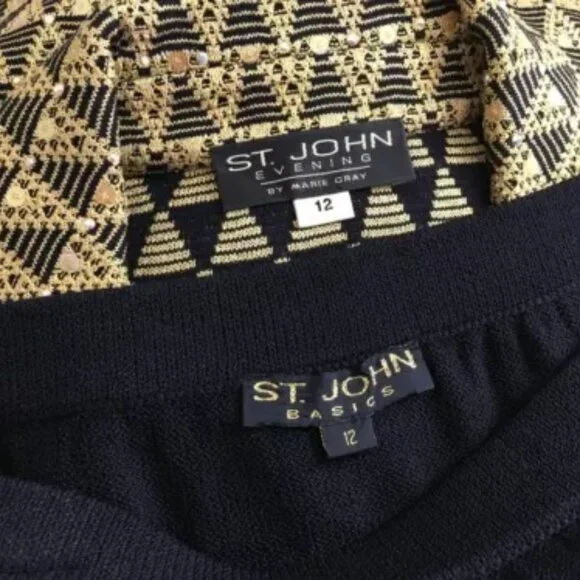 ST. JOHN
EVENING
BY MARIE GRAY
12
ST. JOHN
BASICS
12